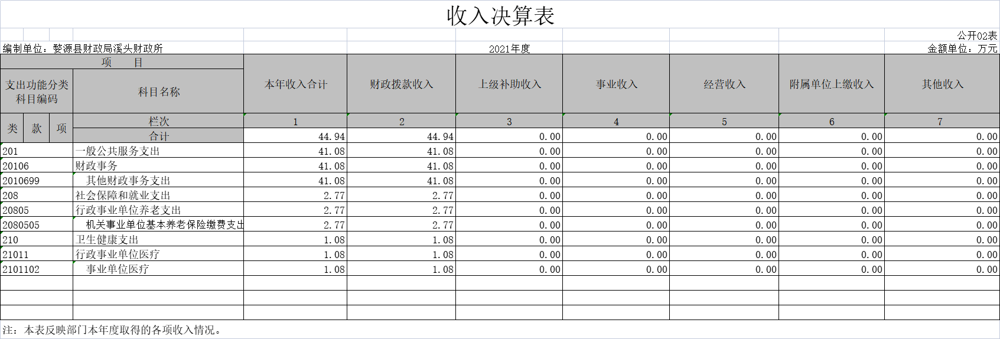 收入决算表
公开02表
编制单位：婺源县财政局溪头财政所 2021年度 金额单位：万元
项 目 本年收入合计 财政拨款收入 上级补助收入 事业收入 经营收入 附属单位上缴收入 其他收入
支出功能分类科目编码 科目名称
类 款 项 栏次 1 2 3 4 5 6 7
合计 44.94 44.94 0.00 0.00 0.00 0.00 0.00
201 一般公共服务支出 41.08 41.08 0.00 0.00 0.00 0.00 0.00
20106 财政事务 41.08 41.08 0.00 0.00 0.00 0.00 0.00
2010699 其他财政事务支出 41.08 41.08 0.00 0.00 0.00 0.00 0.00
208 社会保障和就业支出 2.77 2.77 0.00 0.00 0.00 0.00 0.00
20805 行政事业单位养老支出 2.77 2.77 0.00 0.00 0.00 0.00 0.00
2080505 机关事业单位基本养老保险缴费支出 2.77 2.77 0.00 0.00 0.00 0.00 0.00
210 卫生健康支出 1.08 1.08 0.00 0.00 0.00 0.00 0.00
21011 行政事业单位医疗 1.08 1.08 0.00 0.00 0.00 0.00 0.00
2101102 事业单位医疗 1.08 1.08 0.00 0.00 0.00 0.00 0.00
注：本表反映部门本年度取得的各项收入情况。